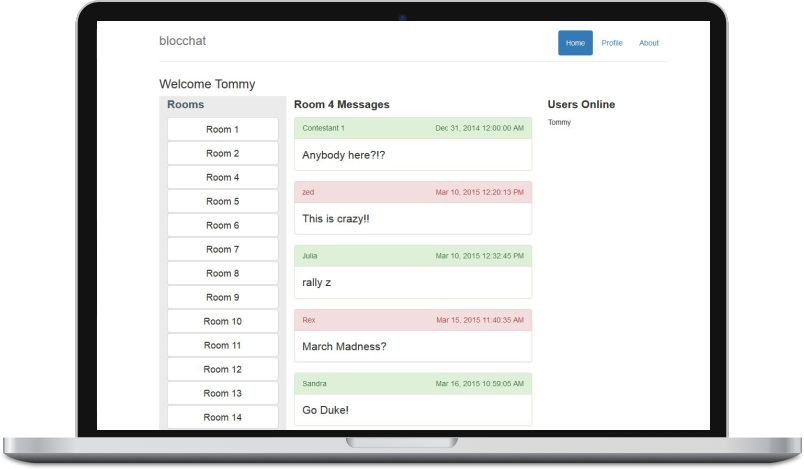 blocchat
Home Profile About
Welcome Tommy
Rooms
Room 1
Room 2
Room 4
Room 5
Room 6
Room 7
Room 8
Room 9
Room 10
Room 11
Room 12
Room 13
Room 14
Room 4 Messages
Contestant 1 Dec 31, 2014 12:00:00 AM
Anybody here?!?
zed Mar 10, 2015 12:20:13 PM
This is crazy!!
Julia Mar 10, 2015 12:32:45 PM
rally z
Rex Mar 15, 2015 11:40:35 AM
March Madness?
Sandra Mar 16, 2015 10:59:05 AM
Go Duke!
Users Online
Tommy